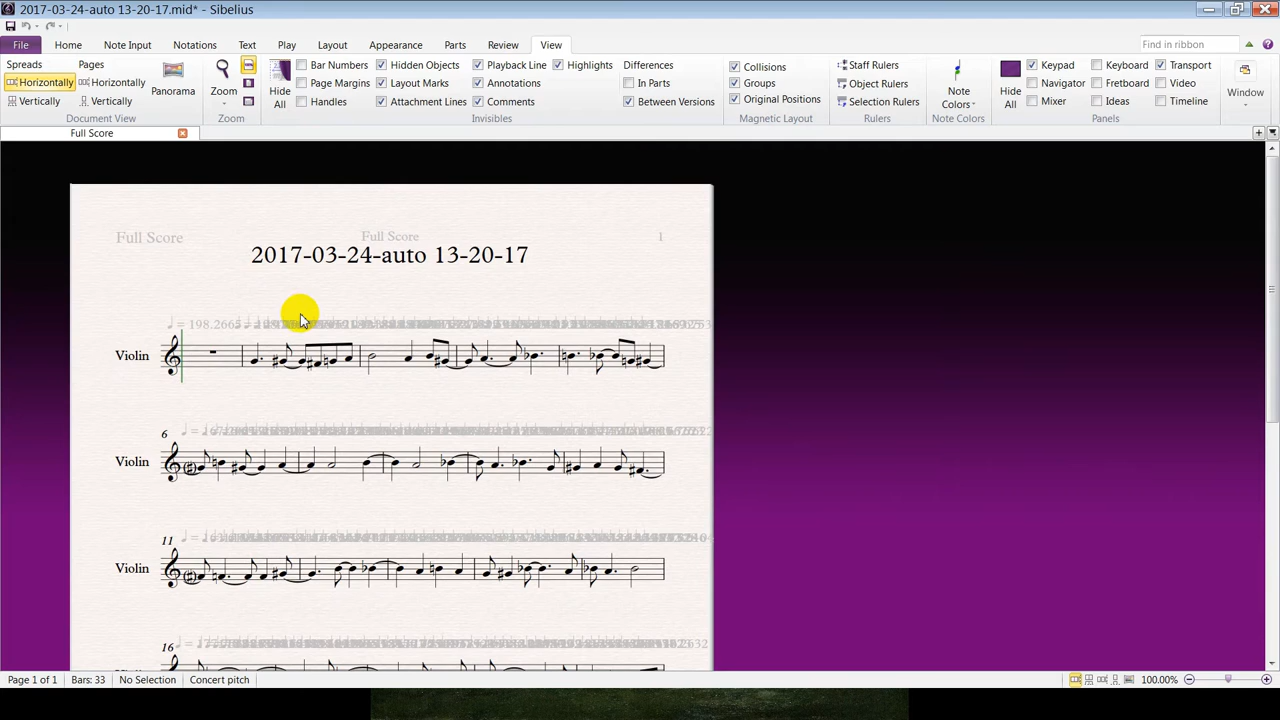 2017-03-24-auto 13-20-17.mid* - Sibelius
File Home Note Input Notations Text Play Layout Appearance Parts Review View Find in ribbon
Spreads Pages Bar Numbers Hidden Objects Playback Line Highlights Differences Collisions Staff Rulers Keypad Keyboard Transport
Horizontally Horizontally Panorama Zoom Hide All Page Margins Layout Marks Annotations In Parts Groups Object Rulers Note Colors Hide All Navigator Fretboard Video Window
Vertically Vertically Handles Attachment Lines Comments Between Versions Original Positions Selection Rulers Mixer Ideas Timeline
Document View Zoom Invisibles Magnetic Layout Rulers Note Colors Panels
Full Score
Full Score Full Score 1
2017-03-24-auto 13-20-17
Violin
6
Violin
11
Violin
16
Page 1 of 1 Bars: 33 No Selection Concert pitch 100.00%